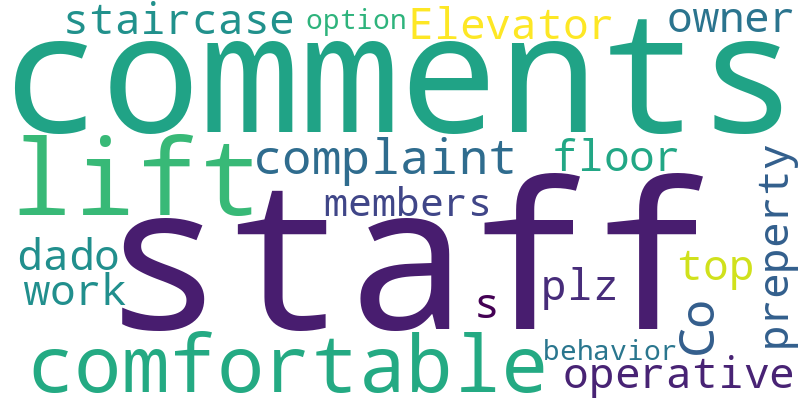 staircase
option
Elevator
owner
comments
lift
complaint
floor
members
staff
dado
work
s
plz
top
preperty
Co
comfortable
behavior
operative